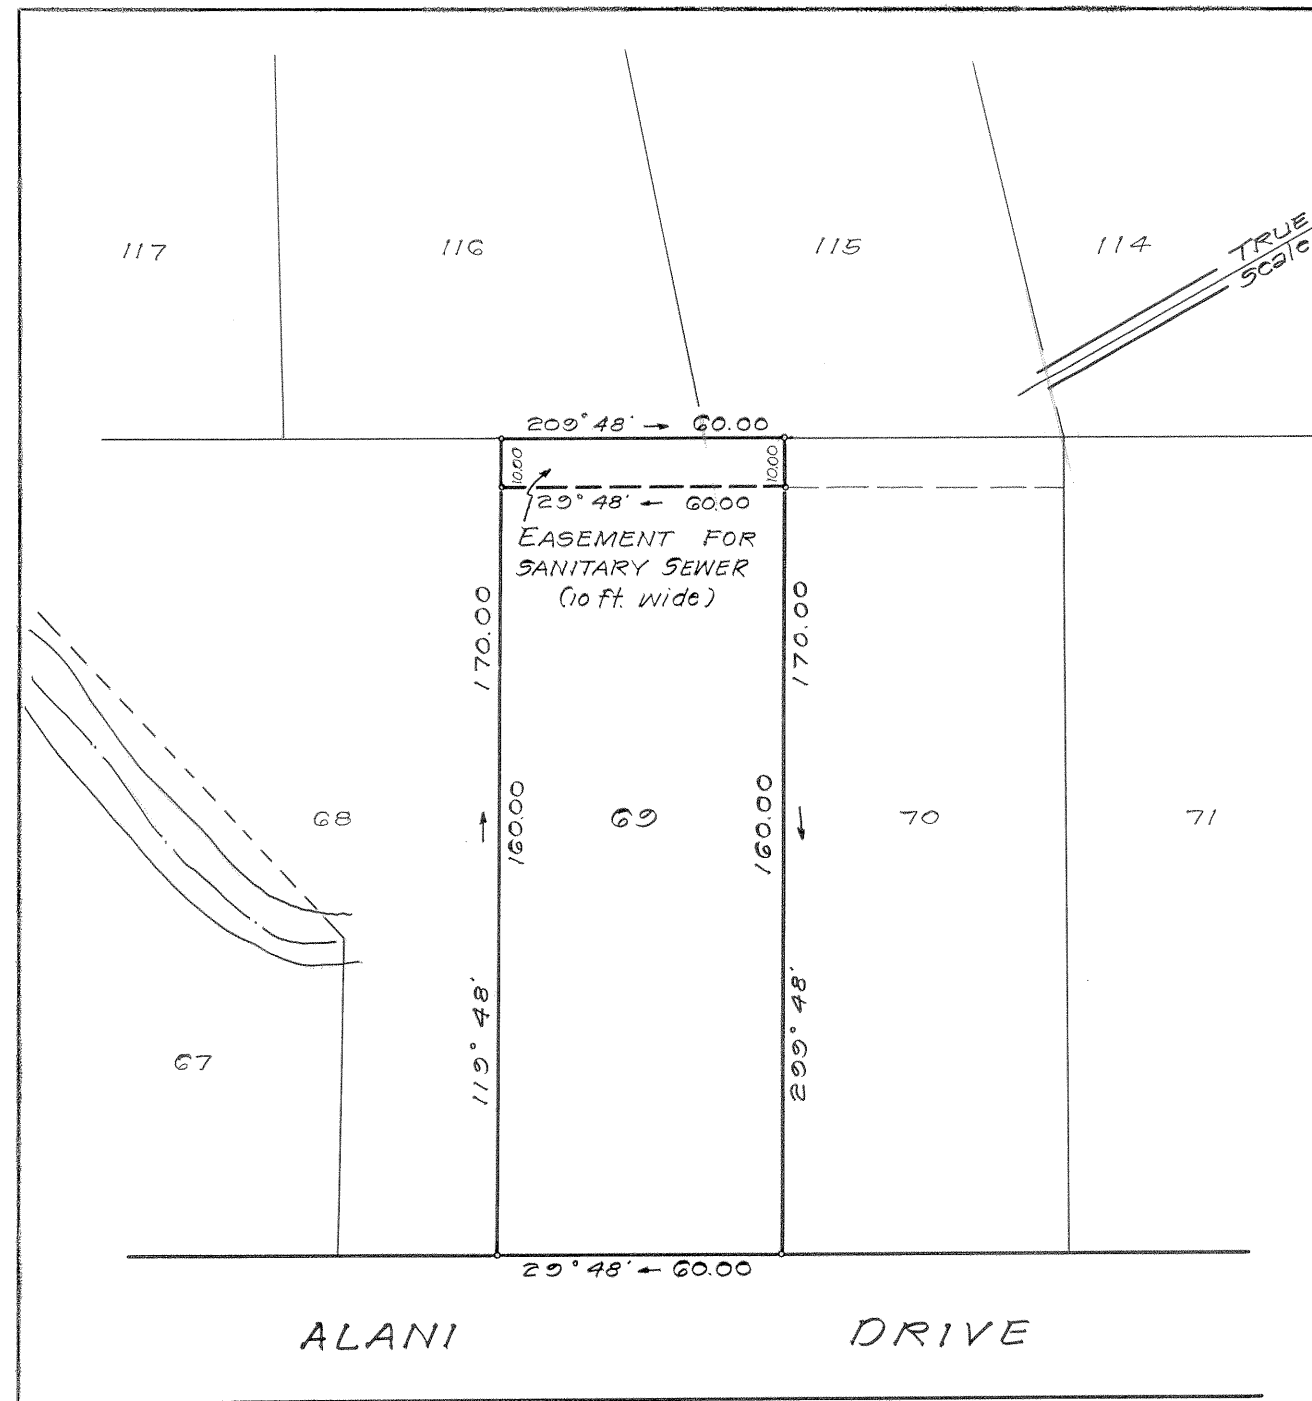 117
116
115
114
TRUE
Scale
209° 48' → 60.00
10.00
10.00
29° 48' ← 60.00
EASEMENT FOR
SANITARY SEWER
(10 ft. wide)
170.00
170.00
160.00
160.00
68
69
70
71
119° 48'
299° 48'
67
29° 48' ← 60.00
ALANI DRIVE